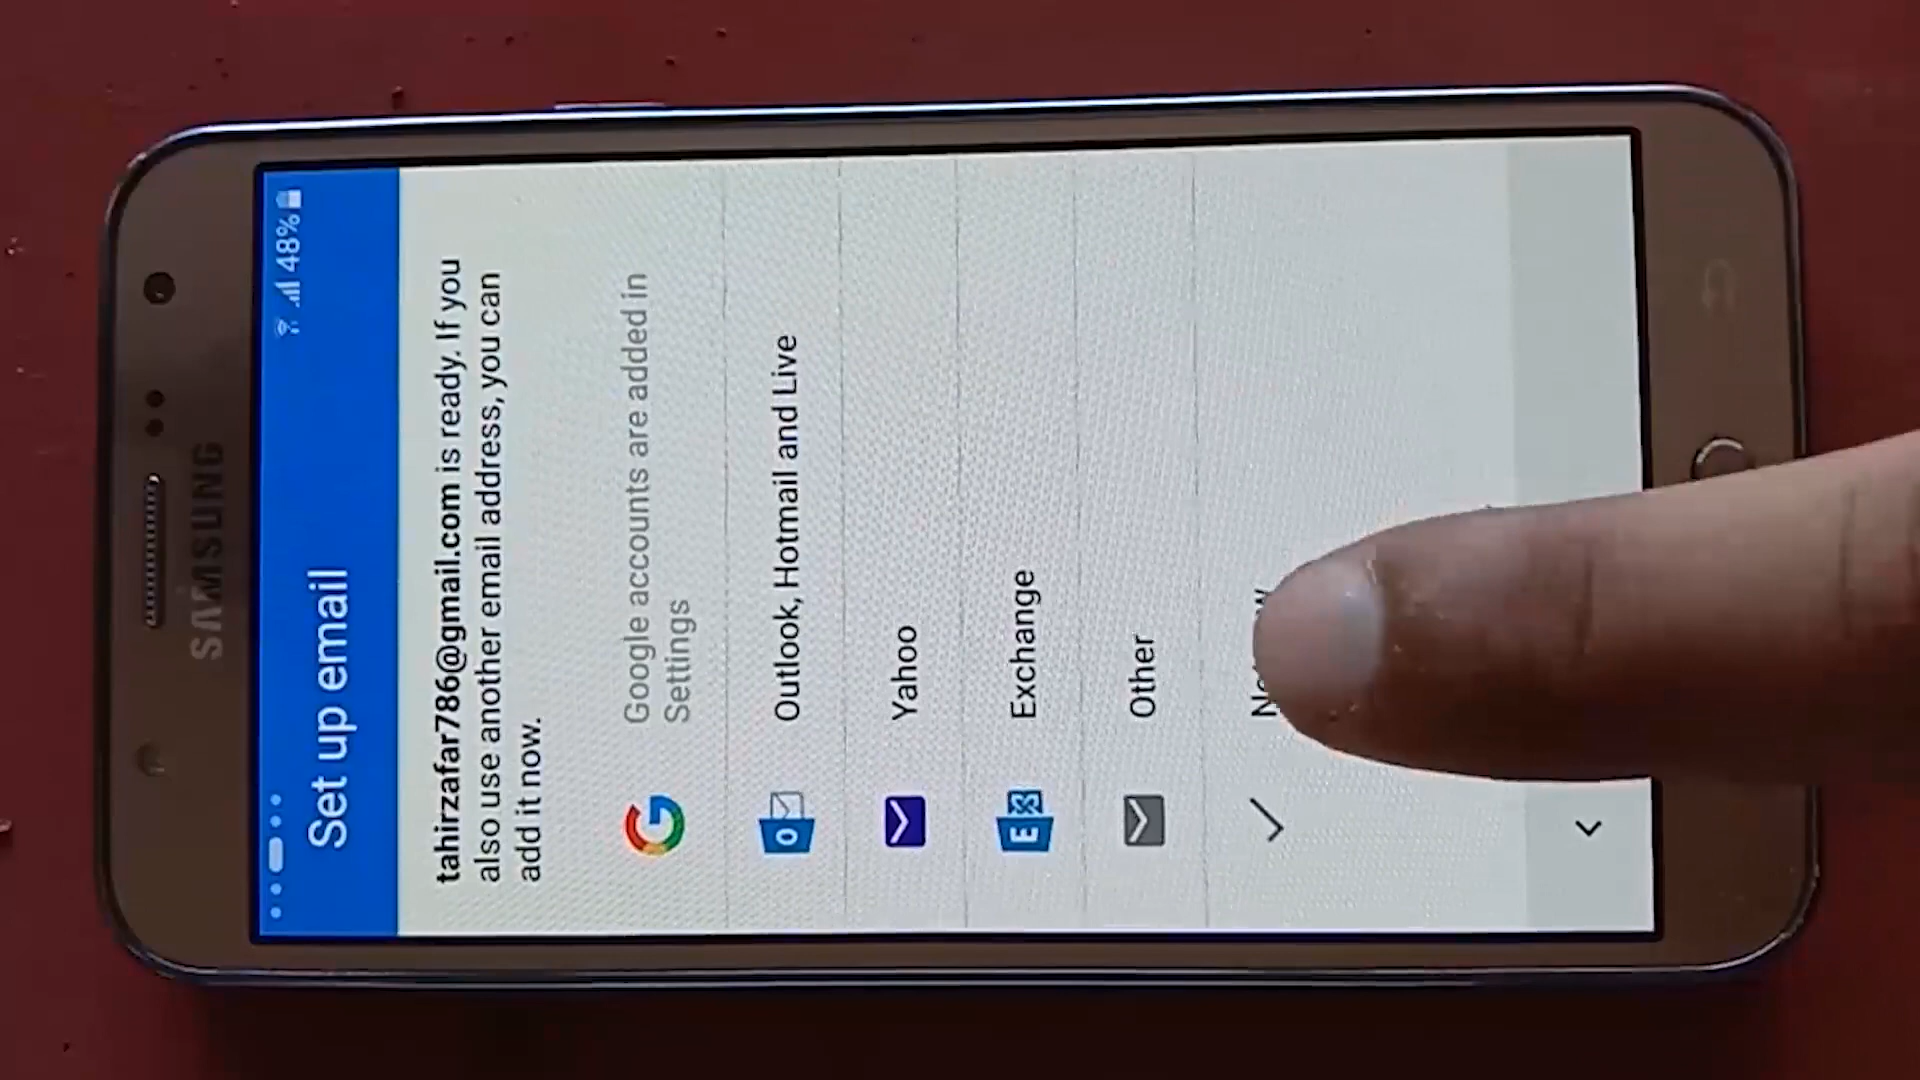 SAMSUNG
48%
Set up email
tahirzafar786@gmail.com is ready. If you
also use another email address, you can
add it now.
Google accounts are added in
Settings
Outlook, Hotmail and Live
Yahoo
Exchange
Other